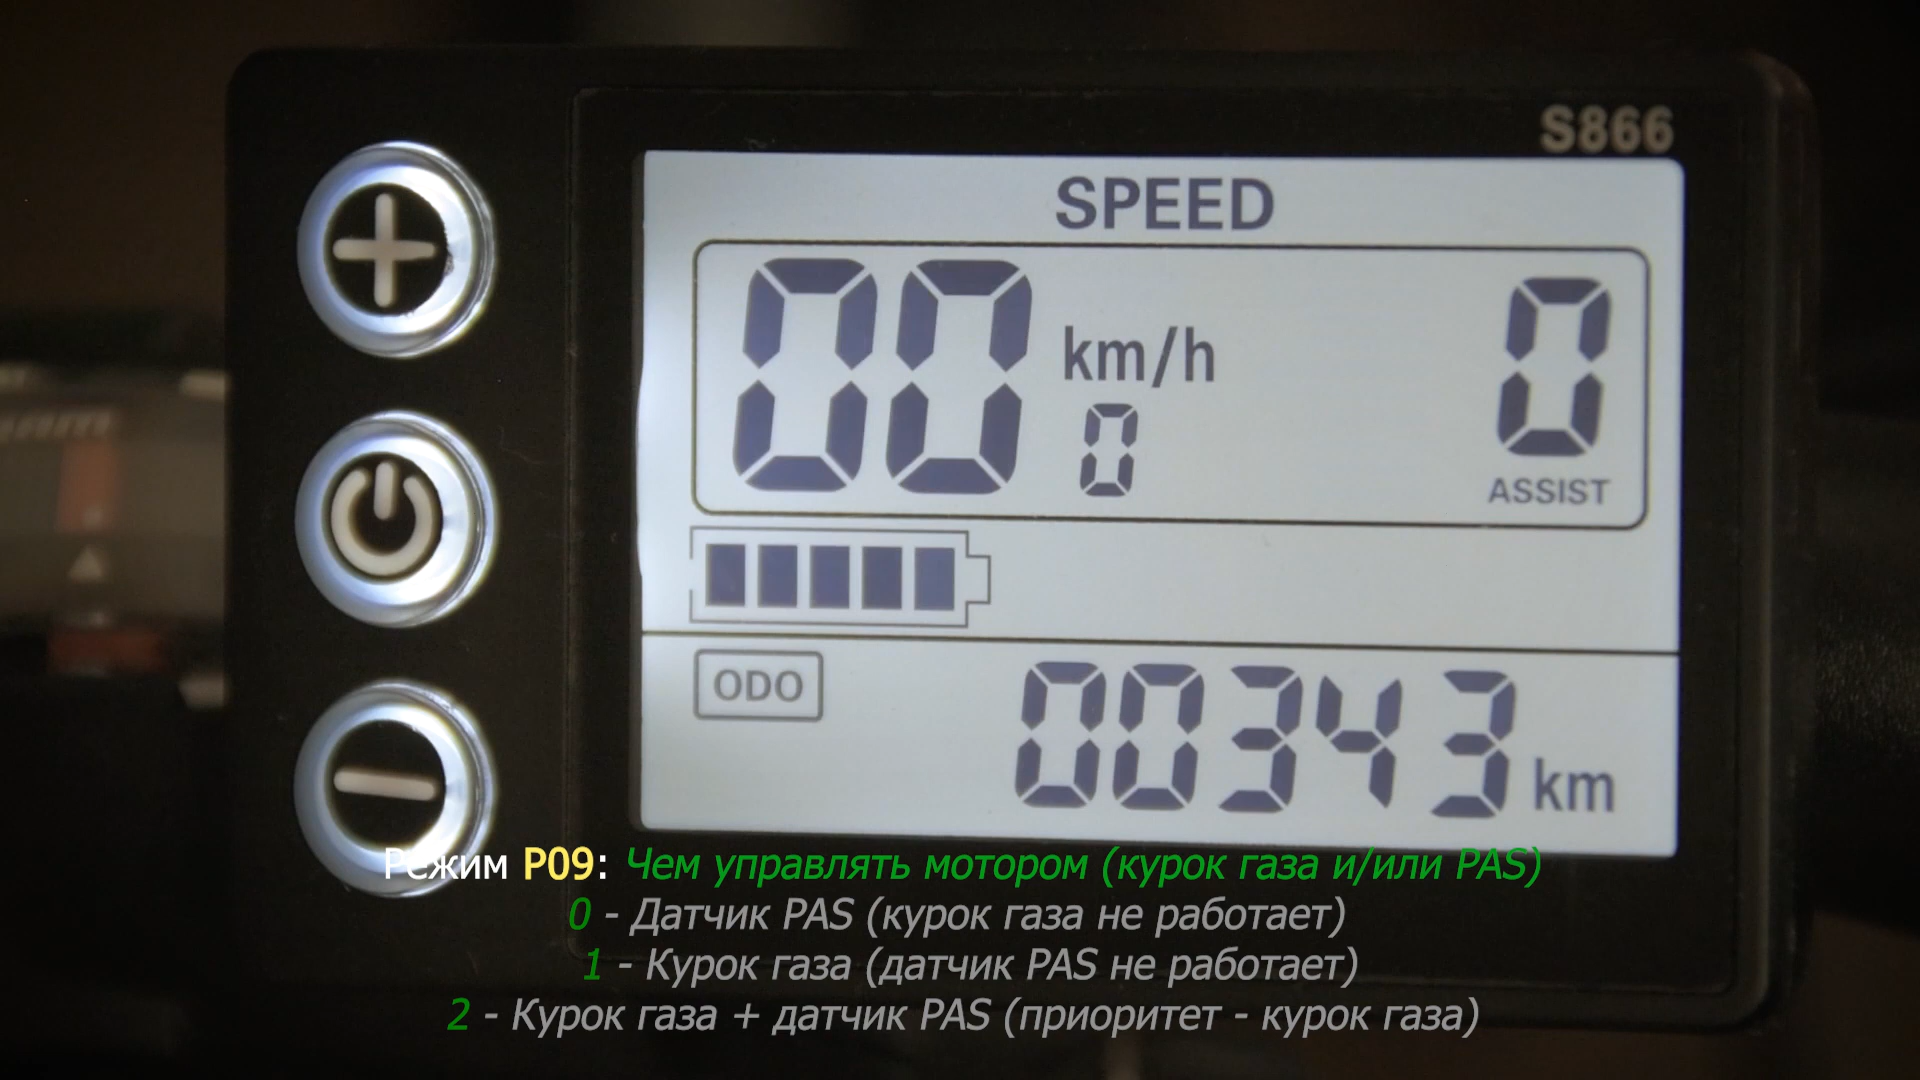 S866
SPEED
00 km/h 0
0
ASSIST
ODO
00343 km
Режим P09: Чем управлять мотором (курок газа и/или PAS)
0 - Датчик PAS (курок газа не работает)
1 - Курок газа (датчик PAS не работает)
2 - Курок газа + датчик PAS (приоритет - курок газа)